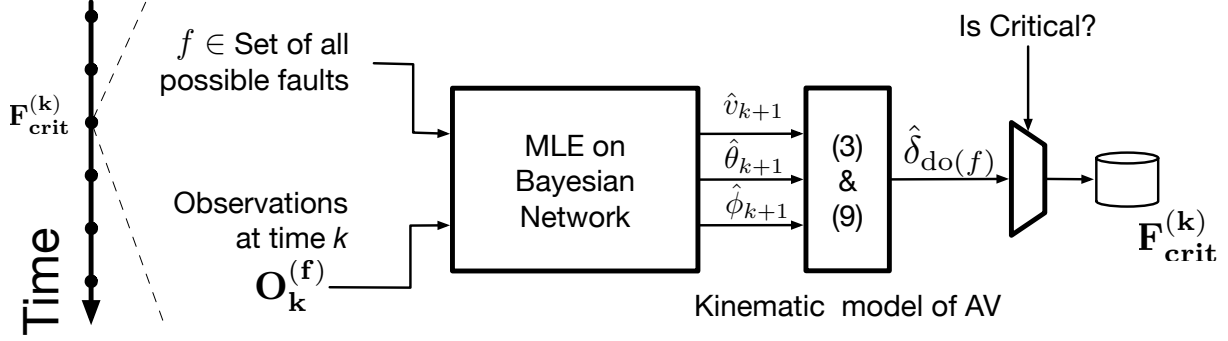 Time
F_crit^(k)
f ∈ Set of all
possible faults
Observations
at time k
O_k^(f)
MLE on
Bayesian
Network
v̂_{k+1}
θ̂_{k+1}
ϕ̂_{k+1}
(3)
&
(9)
Kinematic model of AV
δ̂_do(f)
Is Critical?
F_crit^(k)